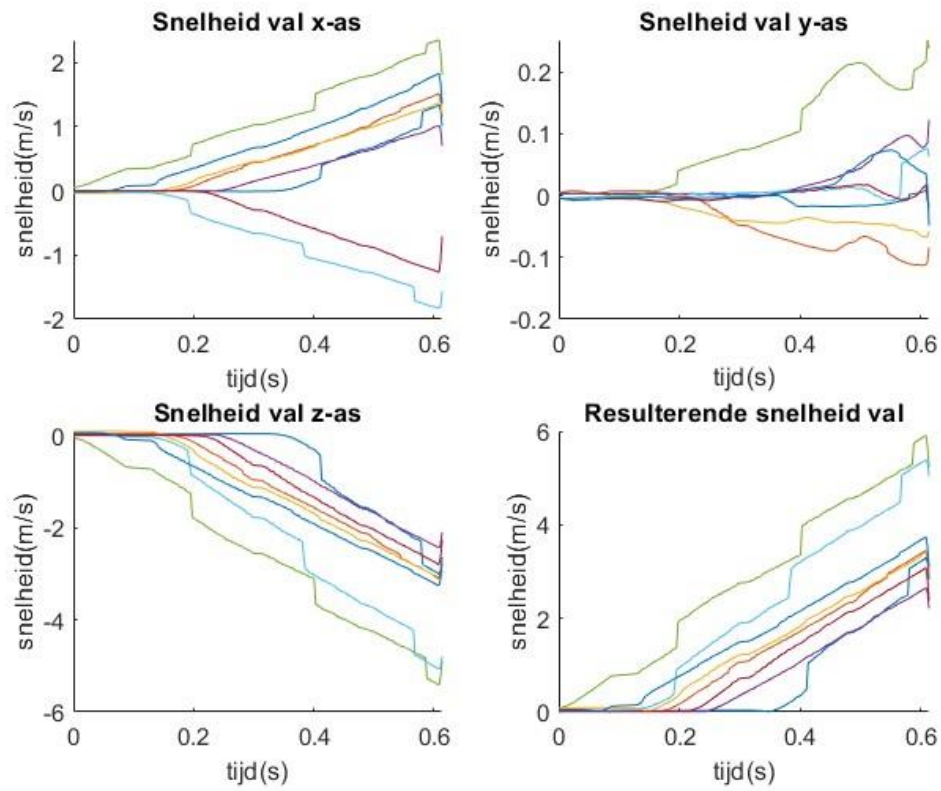 Snelheid val x-as
snelheid(m/s)
2
1
0
-1
-2
0
0.2
0.4
0.6
tijd(s)
Snelheid val y-as
snelheid(m/s)
0.2
0.1
0
-0.1
-0.2
0
0.2
0.4
0.6
tijd(s)
Snelheid val z-as
snelheid(m/s)
0
-2
-4
-6
0
0.2
0.4
0.6
tijd(s)
Resulterende snelheid val
snelheid(m/s)
6
4
2
0
0
0.2
0.4
0.6
tijd(s)